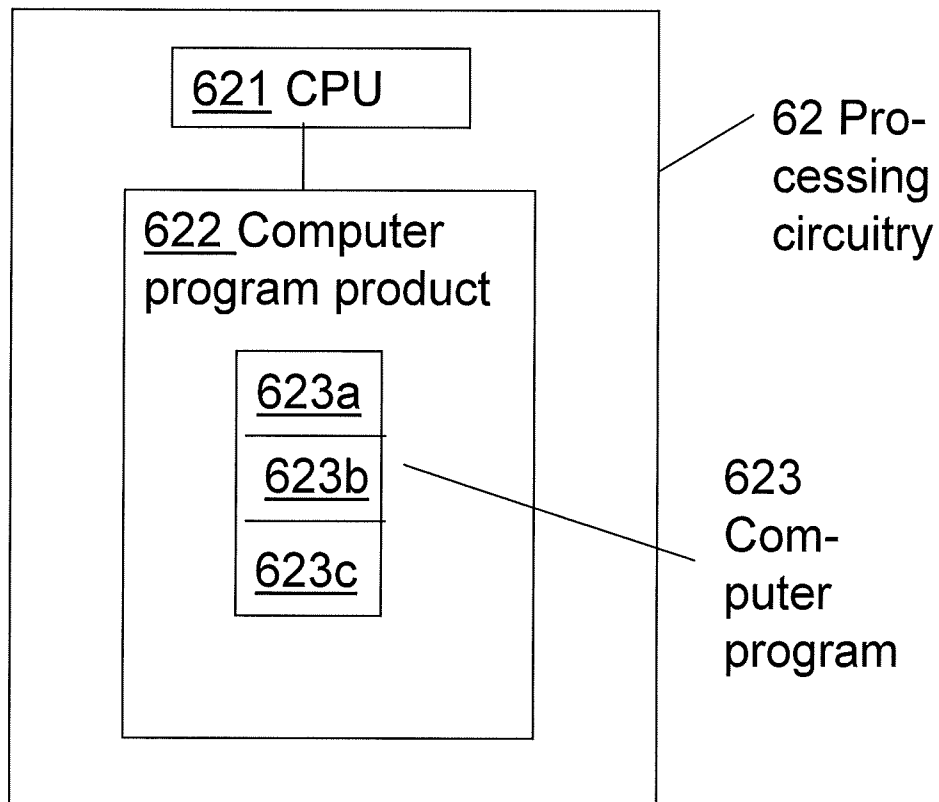 621 CPU
622 Computer
program product
623a
623b
623c
62 Pro-
cessing
circuitry
623
Com-
puter
program